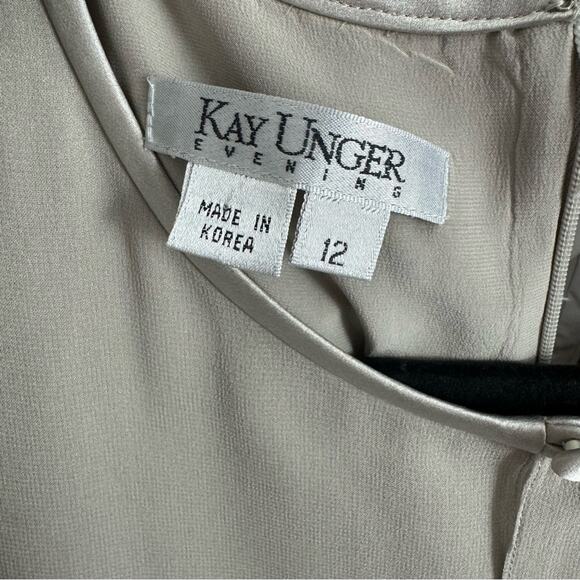 KAY UNGER
EVENING
MADE IN
KOREA
12